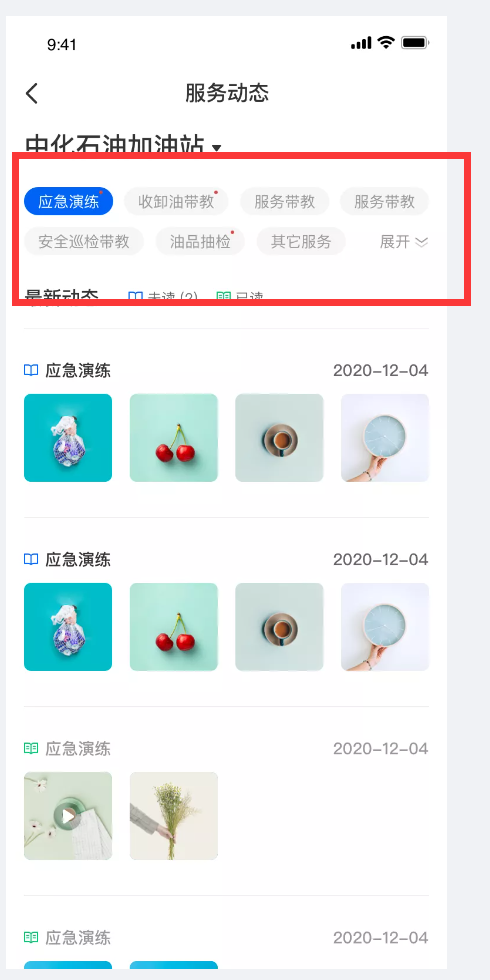 9:41
服务动态
中化石油加油站
应急演练 收卸油带教 服务带教 服务带教
安全巡检带教 油品抽检 其它服务 展开
最新动态 未读 (2) 已读
应急演练 2020-12-04
应急演练 2020-12-04
应急演练 2020-12-04
应急演练 2020-12-04